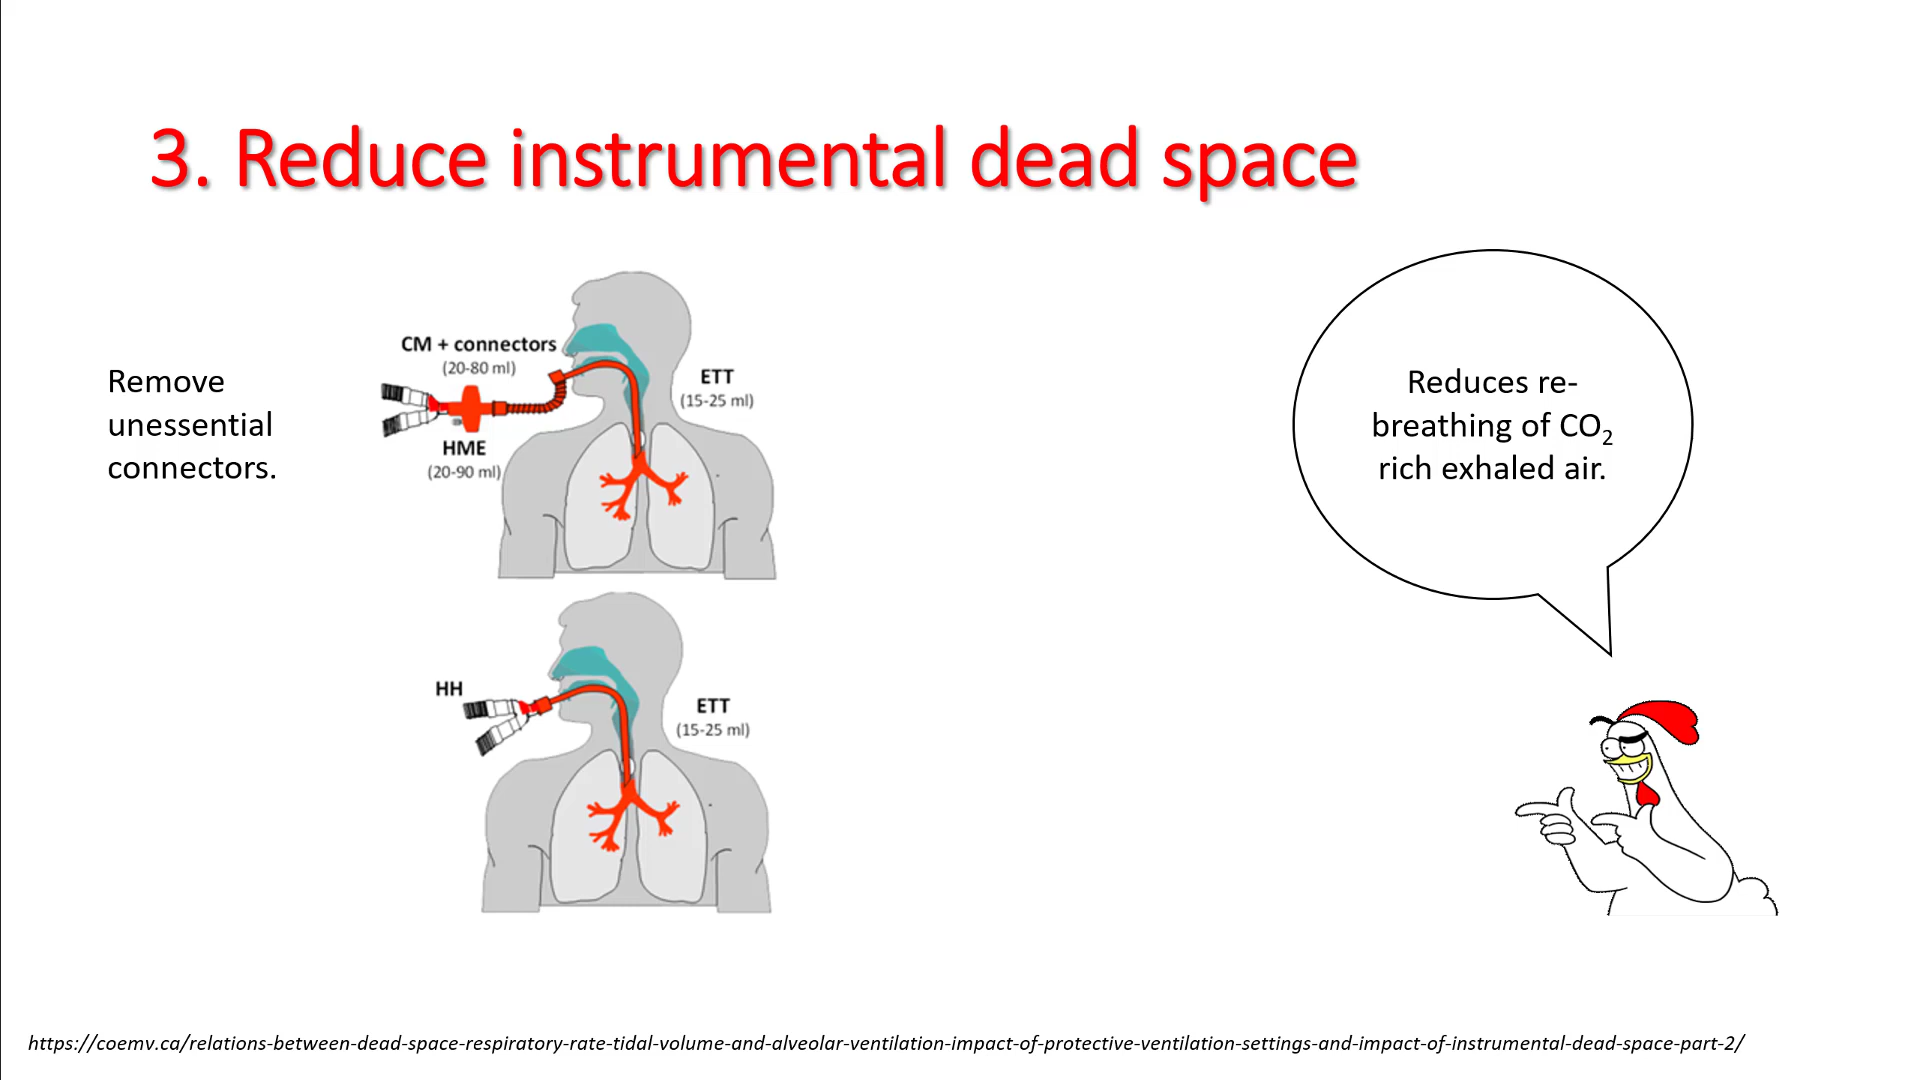 3. Reduce instrumental dead space
Remove
unessential
connectors.
CM + connectors
(20-80 ml)
ETT
(15-25 ml)
HME
(20-90 ml)
HH
ETT
(15-25 ml)
Reduces re-
breathing of CO₂
rich exhaled air.
https://coemv.ca/relations-between-dead-space-respiratory-rate-tidal-volume-and-alveolar-ventilation-impact-of-protective-ventilation-settings-and-impact-of-instrumental-dead-space-part-2/